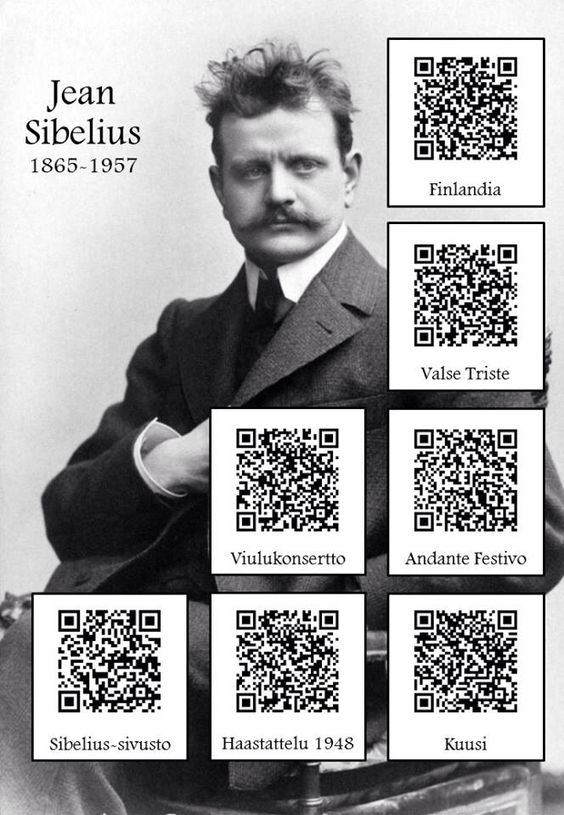 Jean
Sibelius
1865~1957
Finlandia
Valse Triste
Viulukonsertto
Andante Festivo
Sibelius~sivusto
Haastattelu 1948
Kuusi